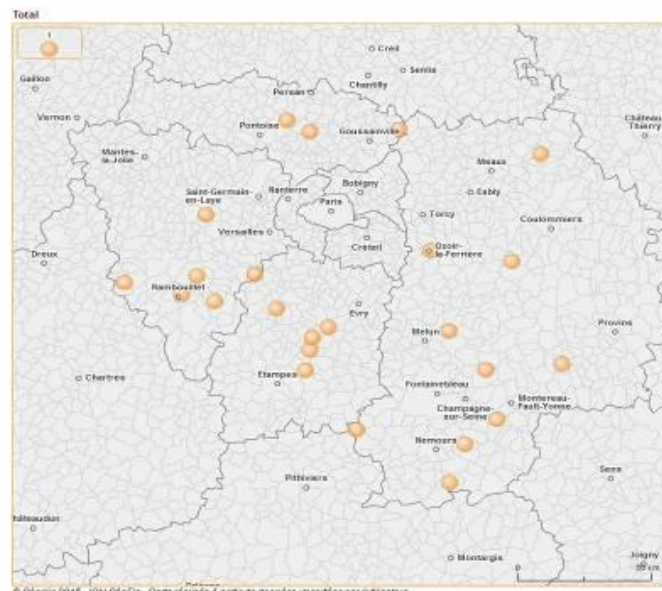 Total
1
Creil
Senlis
Gaillon
Chantilly
Persan
Vernon
Château
Thierry
Pontoise
Goussainville
Mantes-
la-Jolie
Meaux
Bobigny
Saint-Germain-
en-Laye
Nanterre
Esbly
Paris
Torcy
Coulommiers
Versailles
Créteil
Ozoir-
la-Ferrière
Dreux
Rambouillet
Evry
Provins
Melun
Chartres
Etampes
Fontainebleau
Champagne-
sur-Seine
Montereau-
Fault-Yonne
Nemours
Sens
Pithiviers
hâteaudun
Joigny
Montargis
0